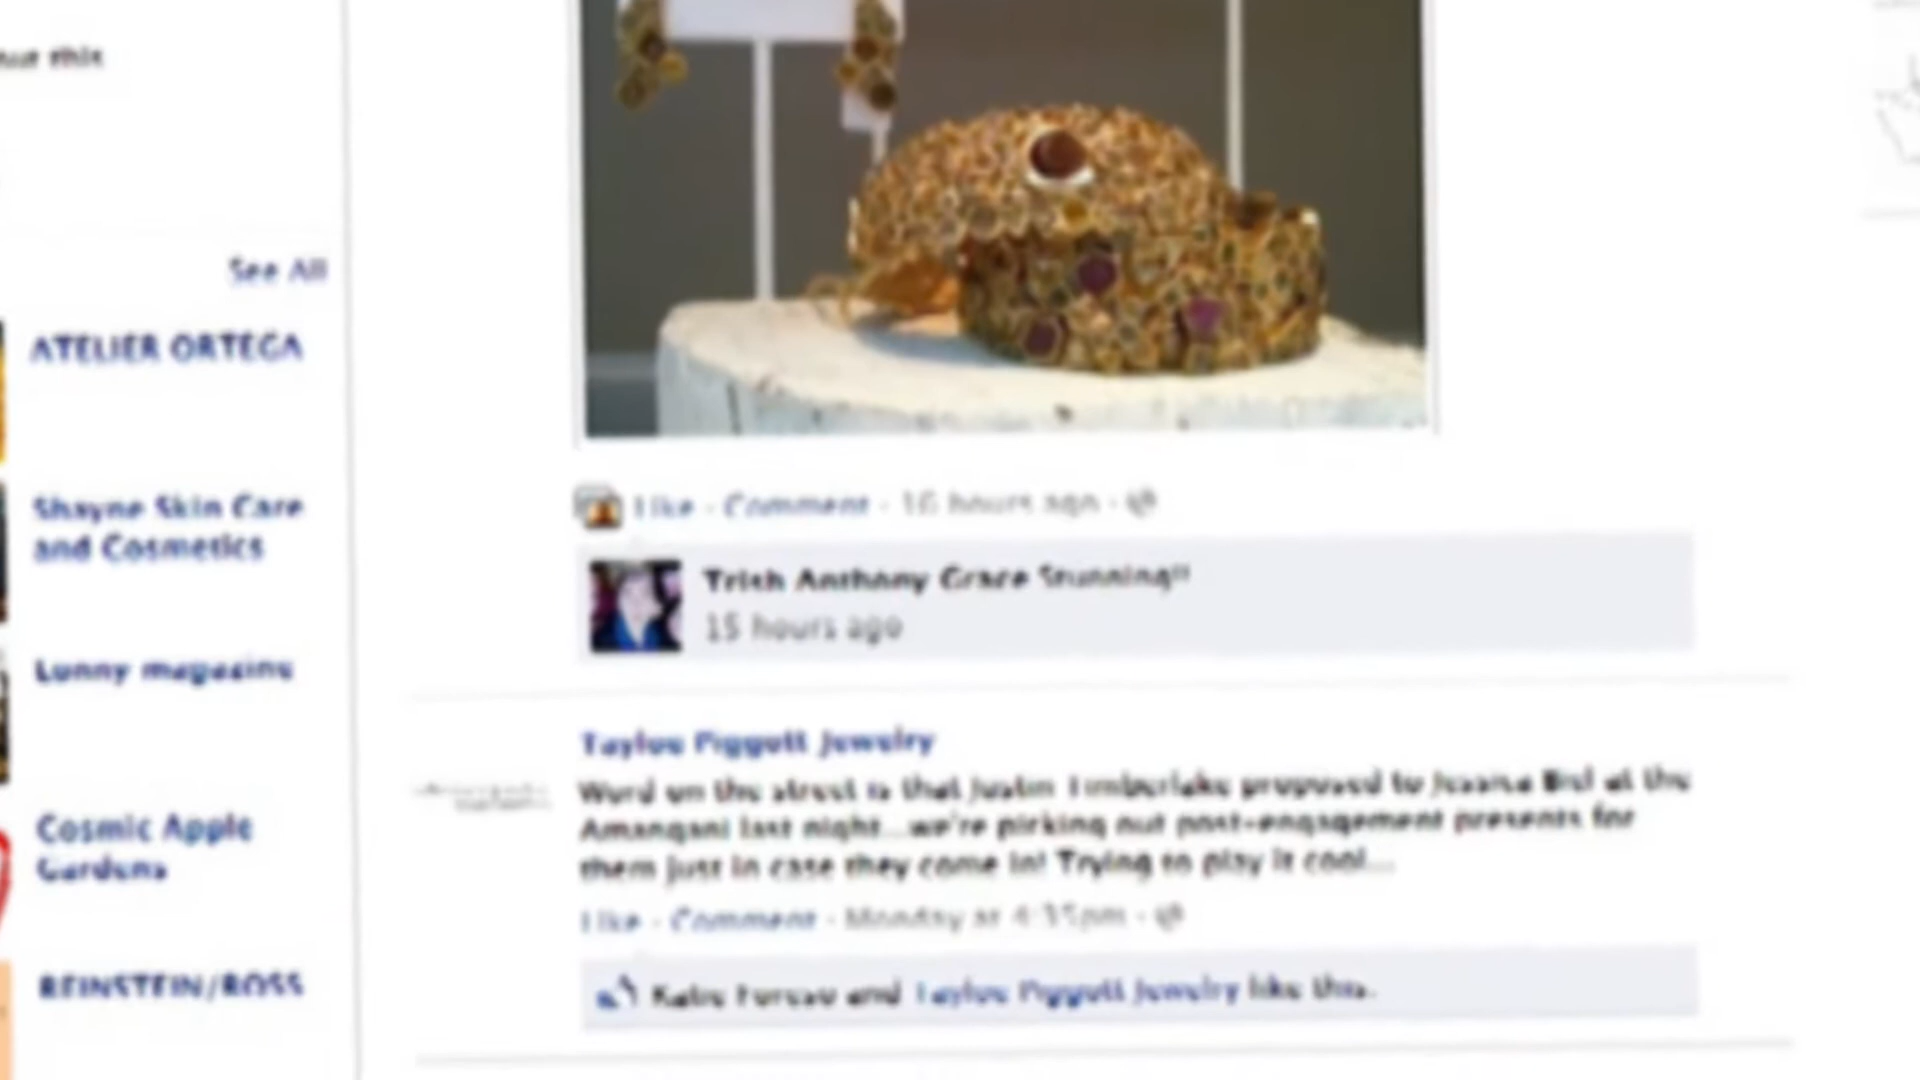 this
See All
ATELIER ORTEGA
Shayne Skin Care
and Cosmetics
Lunny magazine
Cosmic Apple
Gardens
REINSTEIN/ROSS
Like · Comment · 16 hours ago ·
Trish Anthony Grace Stunning!!
15 hours ago
Taylor Piggott Jewelry
Word on the street is that Justin Timberlake proposed to Jessica Biel at the
Amangani last night...we're picking out post-engagement presents for
them just in case they come in! Trying to play it cool...
Like · Comment · Monday at 4:35pm ·
Katie and Taylor Piggott Jewelry like this.